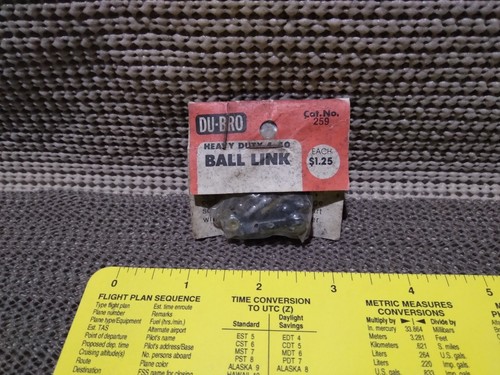 DU-BRO
Cat.No.
259
HEAVY DUTY 4-40
BALL LINK
EACH
$1.25
0 1 2 3 4 5
FLIGHT PLAN SEQUENCE
Type flight plan Est. time enroute
Plane number Remarks
Plane type/Equipment Fuel (hrs./min.)
Est. TAS Alternate airport
Point of departure Pilot's name
Proposed dep. time Pilot's address/Base
Cruising altitude(s) Number aboard
Route Plane color
Destination
TIME CONVERSION
TO UTC (Z)
Standard Daylight
Savings
EST 5 EDT 4
CST 6 CDT 5
MST 7 MDT 6
PST 8 PDT 7
ALASKA 9 ALASKA 8
METRIC MEASURES
CONVERSIONS
Multiply by Divide by
In. mercury 33.864 Millibars
Meters 3.281 Feet
Kilometers .621 S. miles
Liters .264 U.S. gals.
Liters .220 Imp. gals.